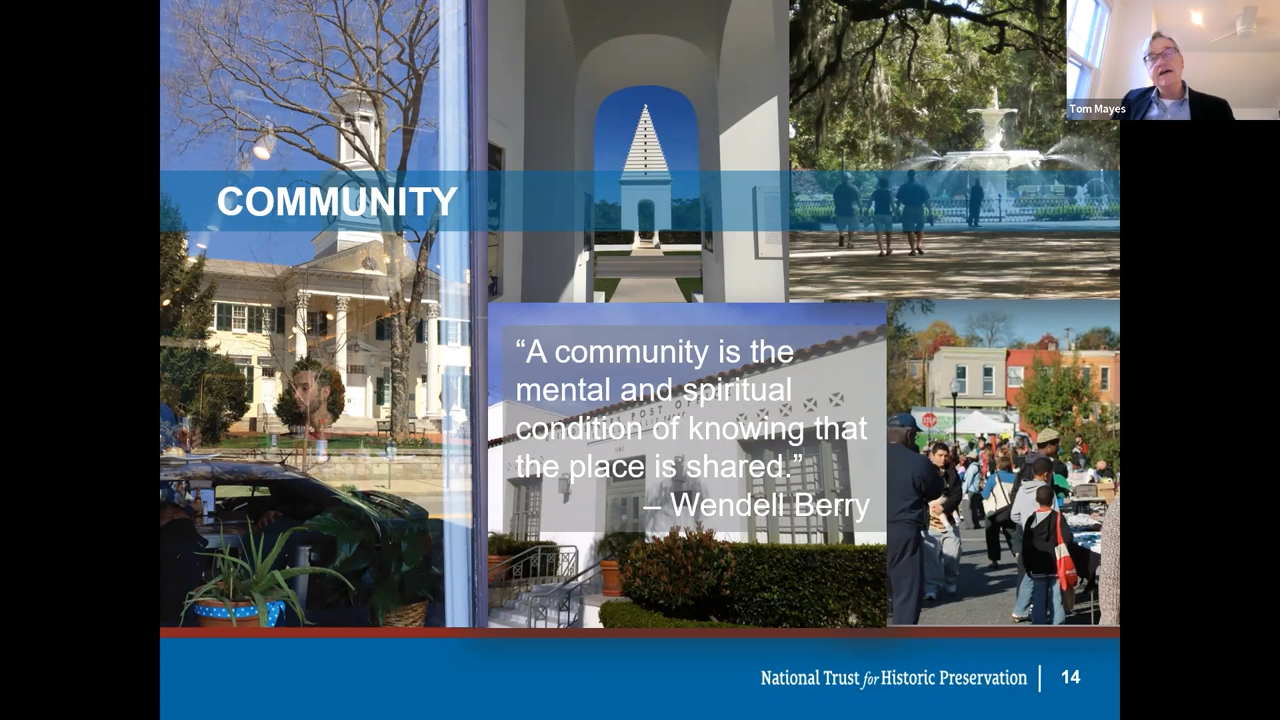 Tom Mayes
COMMUNITY
“A community is the
mental and spiritual
condition of knowing that
the place is shared.”
– Wendell Berry
National Trust for Historic Preservation
14